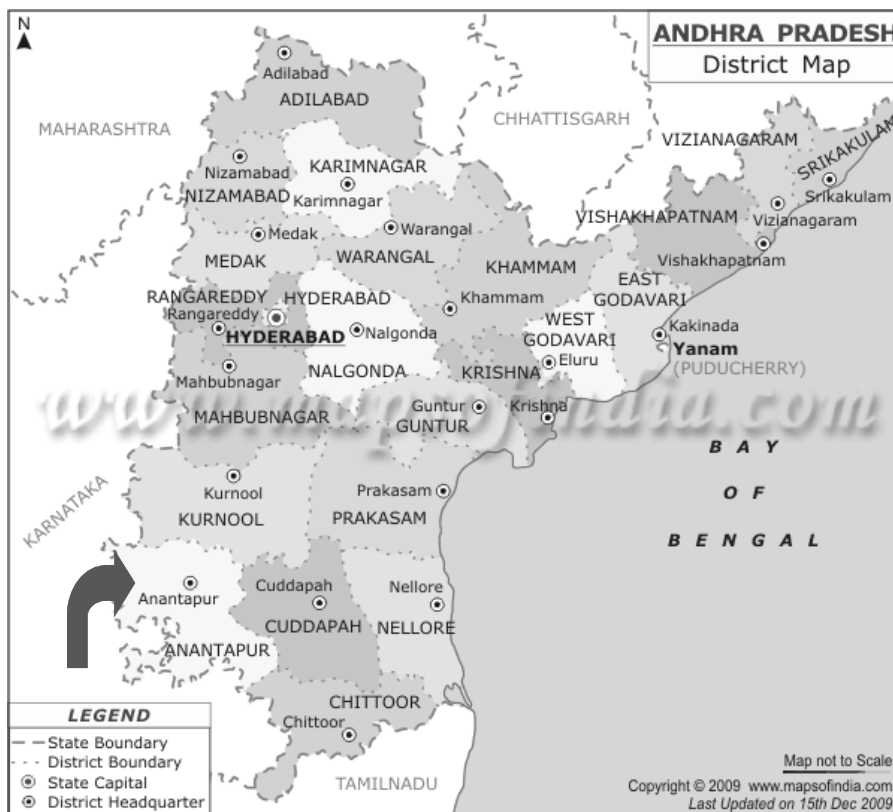 N
ANDHRA PRADESH
District Map
Adilabad
ADILABAD
MAHARASHTRA
CHHATTISGARH
VIZIANAGARAM
SRIKAKULAM
Nizamabad
NIZAMABAD
KARIMNAGAR
Karimnagar
Srikakulam
VISHAKHAPATNAM
Vizianagaram
Medak
MEDAK
Warangal
WARANGAL
Vishakhapatnam
KHAMMAM
Khammam
EAST
GODAVARI
RANGAREDDY
Rangareddy
HYDERABAD
HYDERABAD
Nalgonda
NALGONDA
WEST
GODAVARI
Eluru
Kakinada
Yanam
(PUDUCHERRY)
Mahbubnagar
MAHBUBNAGAR
KRISHNA
Krishna
Guntur
GUNTUR
www.mapsofindia.com
BAY
OF
BENGAL
KARNATAKA
Kurnool
KURNOOL
Prakasam
PRAKASAM
Anantapur
ANANTAPUR
Cuddapah
CUDDAPAH
Nellore
NELLORE
CHITTOOR
Chittoor
TAMILNADU
LEGEND
State Boundary
District Boundary
State Capital
District Headquarter
Map not to Scale
Copyright © 2009 www.mapsofindia.com
Last Updated on 15th Dec 2009